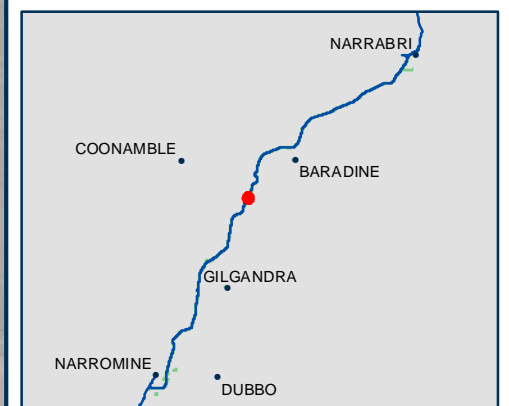 NARRABRI
COONAMBLE
BARADINE
GILGANDRA
NARROMINE
DUBBO